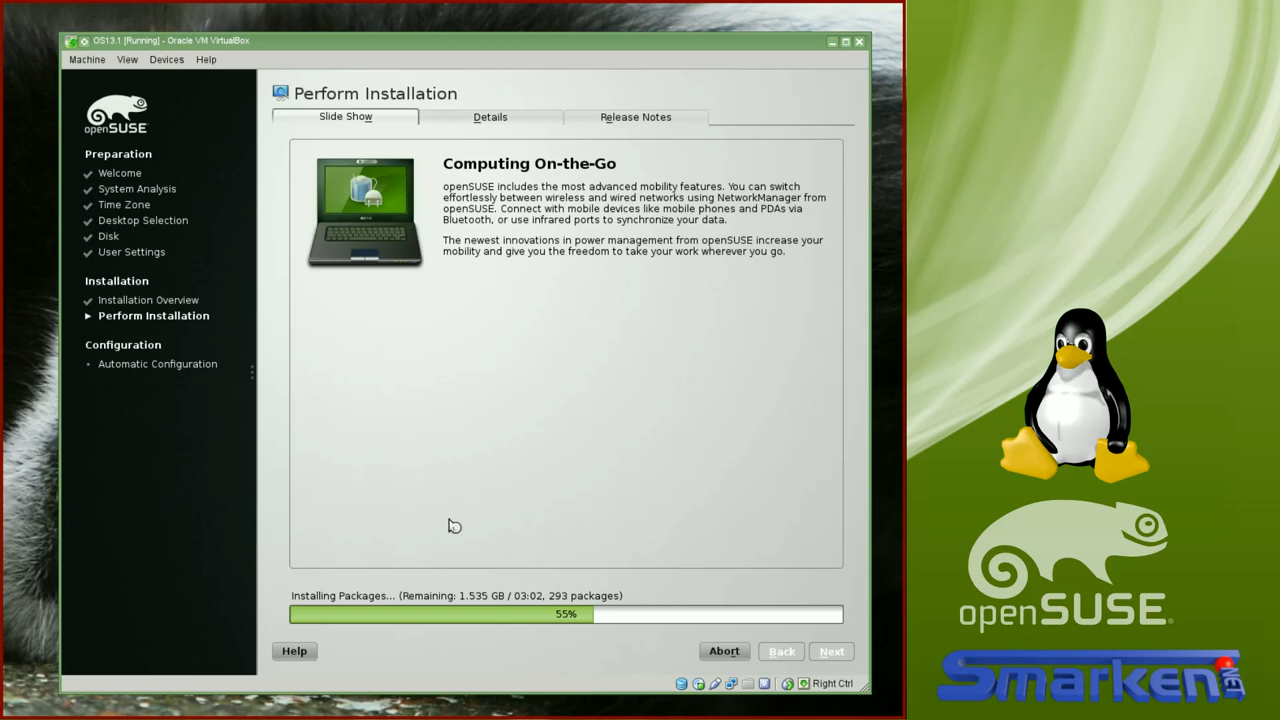 OS13.1 [Running] - Oracle VM VirtualBox
Machine View Devices Help
openSUSE
Preparation
Welcome
System Analysis
Time Zone
Desktop Selection
Disk
User Settings
Installation
Installation Overview
Perform Installation
Configuration
Automatic Configuration
Perform Installation
Slide Show Details Release Notes
Computing On-the-Go
openSUSE includes the most advanced mobility features. You can switch
effortlessly between wireless and wired networks using NetworkManager from
openSUSE. Connect with mobile devices like mobile phones and PDAs via
Bluetooth, or use infrared ports to synchronize your data.
The newest innovations in power management from openSUSE increase your
mobility and give you the freedom to take your work wherever you go.
Installing Packages... (Remaining: 1.535 GB / 03:02, 293 packages)
55%
Help Abort Back Next
Right Ctrl
openSUSE
Smarken.NET